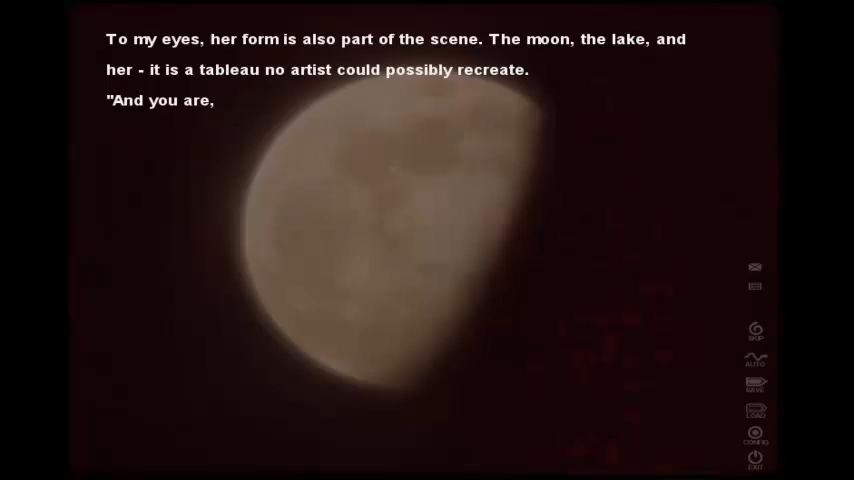 To my eyes, her form is also part of the scene. The moon, the lake, and
her - it is a tableau no artist could possibly recreate.
"And you are,
SKIP
AUTO
SAVE
LOAD
CONFIG
EXIT